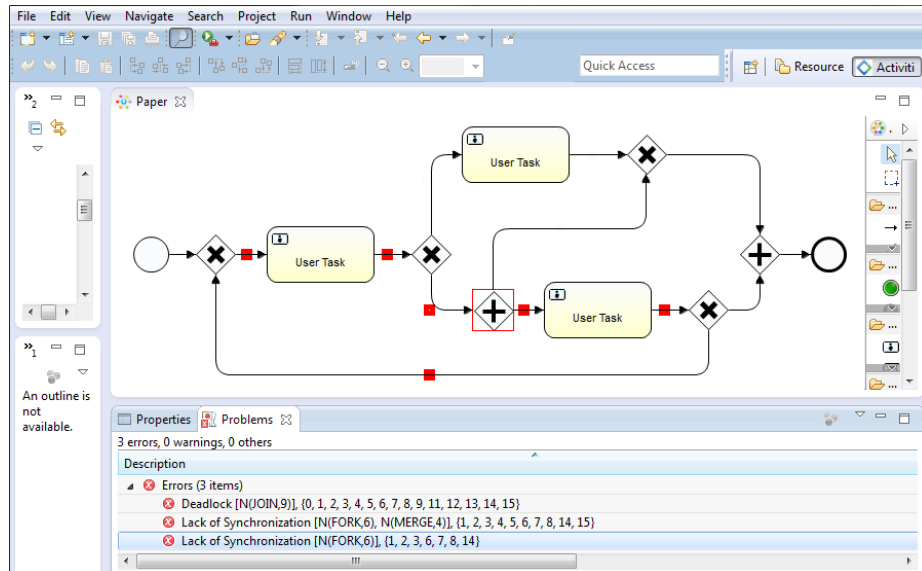 File Edit View Navigate Search Project Run Window Help
Quick Access
Resource
Activiti
»2
Paper
User Task
User Task
User Task
...
...
...
...
»1
An outline is
not
available.
Properties
Problems
3 errors, 0 warnings, 0 others
Description
Errors (3 items)
Deadlock [N(JOIN,9)], {0, 1, 2, 3, 4, 5, 6, 7, 8, 9, 11, 12, 13, 14, 15}
Lack of Synchronization [N(FORK,6), N(MERGE,4)], {1, 2, 3, 4, 5, 6, 7, 8, 14, 15}
Lack of Synchronization [N(FORK,6)], {1, 2, 3, 6, 7, 8, 14}